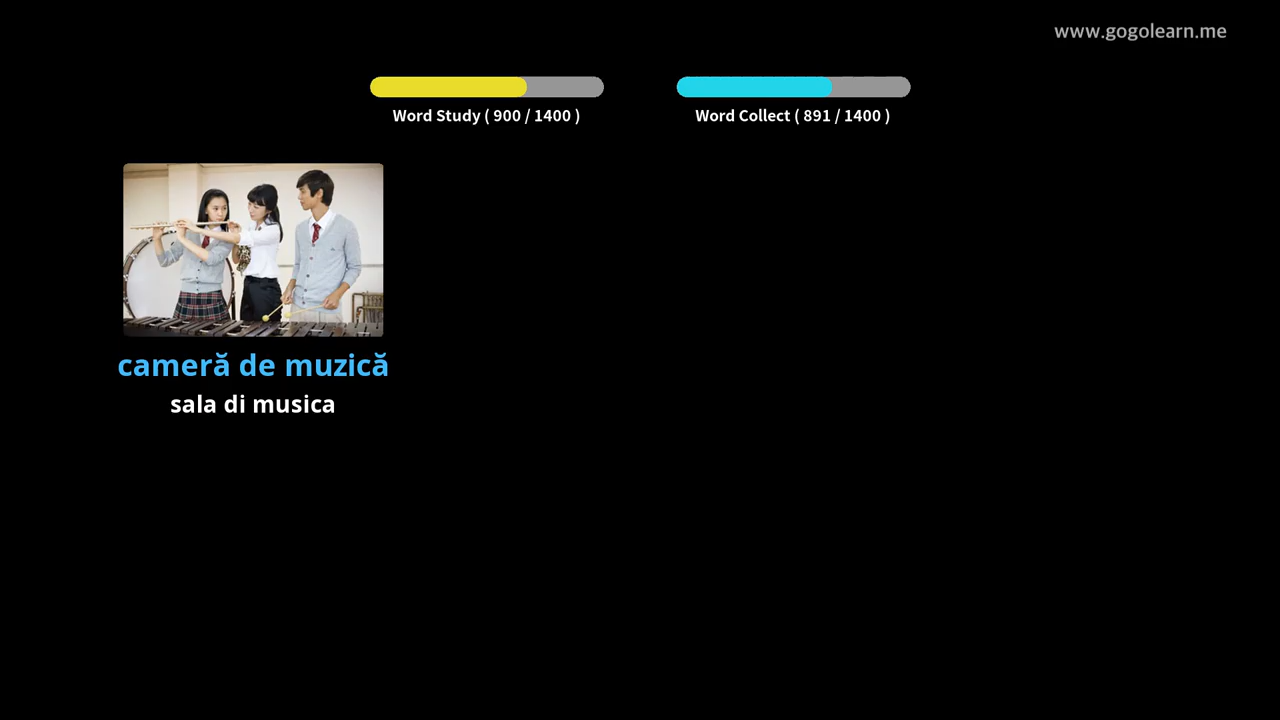 www.gogolearn.me
Word Study ( 900 / 1400 )
Word Collect ( 891 / 1400 )
cameră de muzică
sala di musica